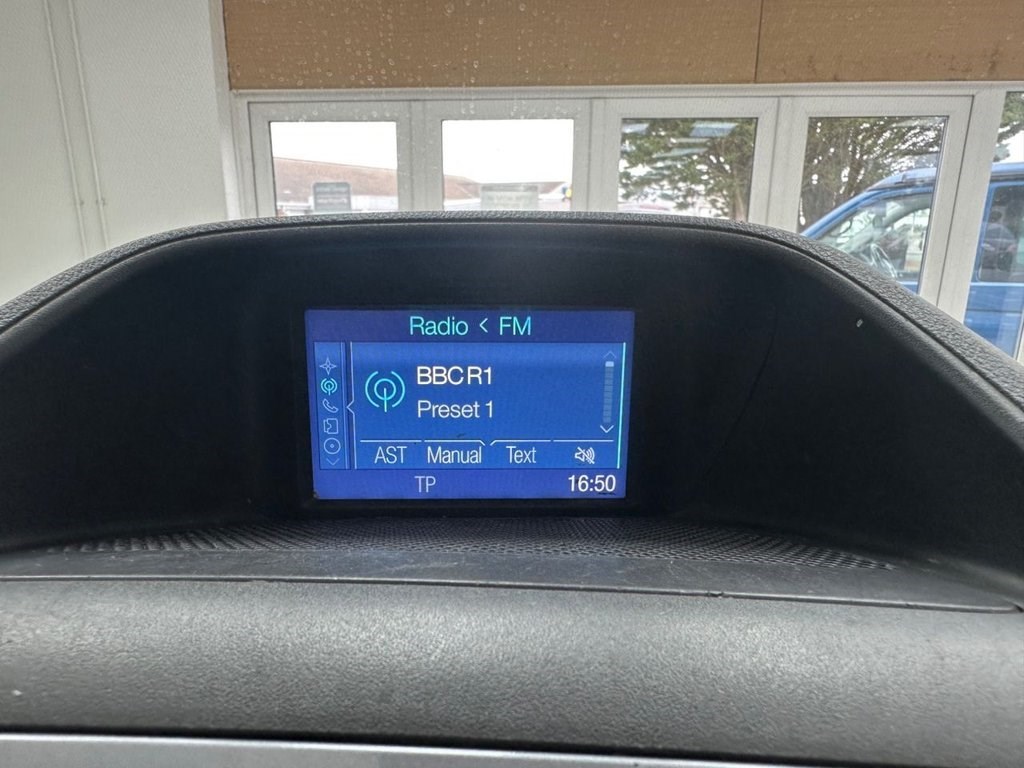 Radio < FM
BBC R1
Preset 1
AST Manual Text
TP 16:50